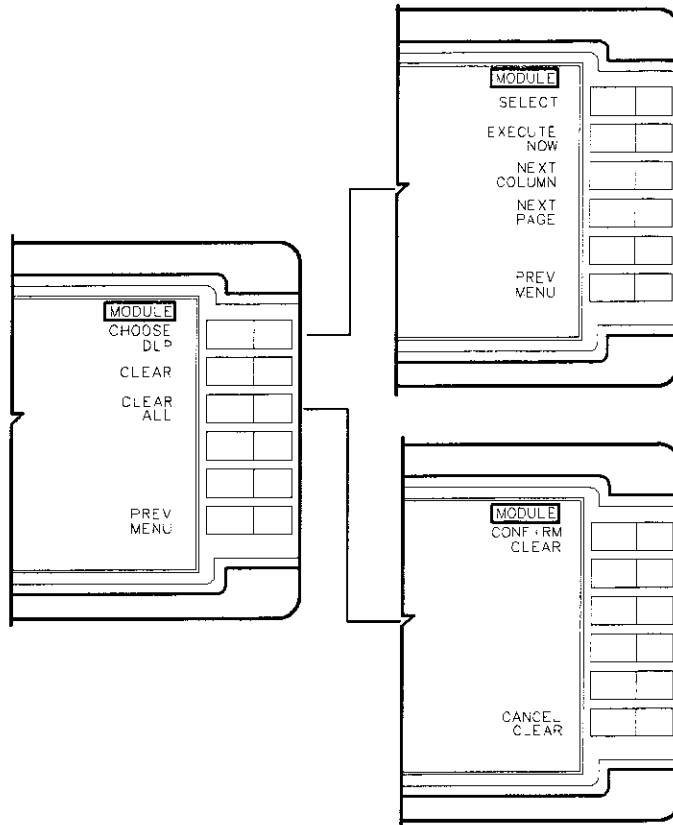 MODULE
SELECT
EXECUTE
NOW
NEXT
COLUMN
NEXT
PAGE
PREV
MENU
MODULE
CHOOSE
DLP
CLEAR
CLEAR
ALL
PREV
MENU
MODULE
CONFIRM
CLEAR
CANCEL
CLEAR